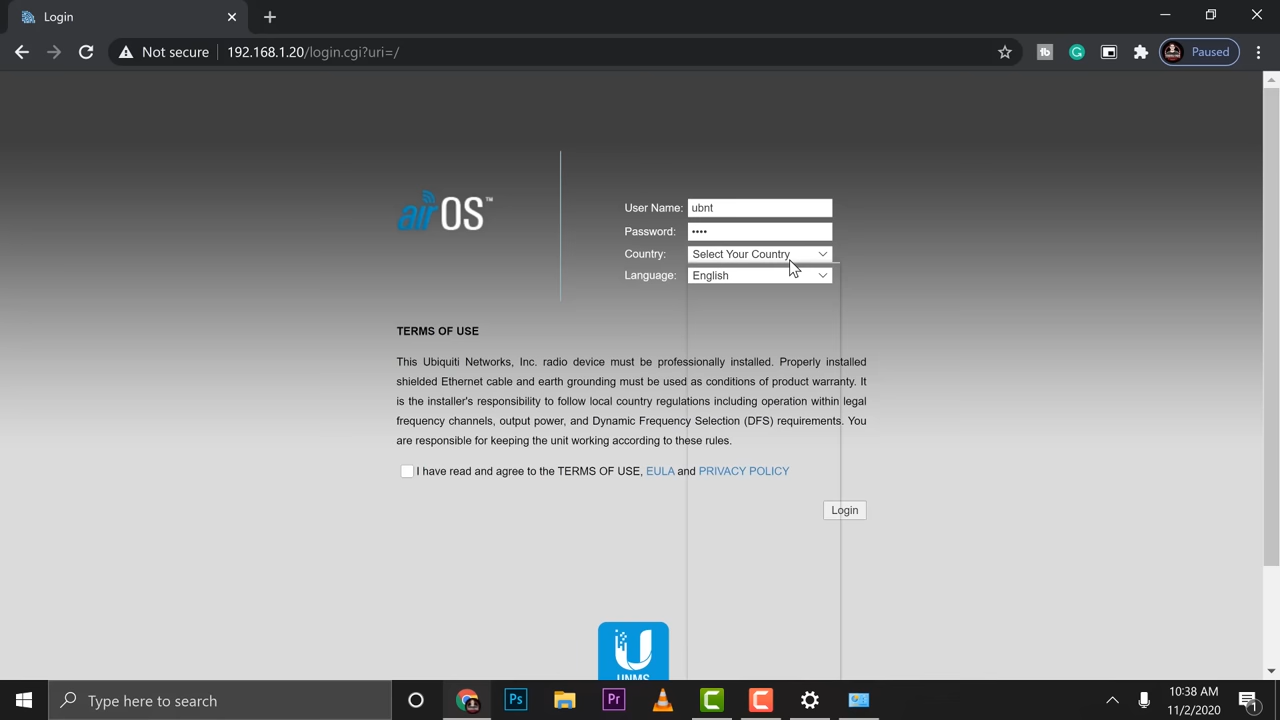 Login
Not secure
192.168.1.20/login.cgi?uri=/
Paused
airOS™
User Name: ubnt
Password: ••••
Country: Select Your Country
Language: English
TERMS OF USE
This Ubiquiti Networks, Inc. radio device must be professionally installed. Properly installed
shielded Ethernet cable and earth grounding must be used as conditions of product warranty. It
is the installer's responsibility to follow local country regulations including operation within legal
frequency channels, output power, and Dynamic Frequency Selection (DFS) requirements. You
are responsible for keeping the unit working according to these rules.
I have read and agree to the TERMS OF USE, EULA and PRIVACY POLICY
Login
U
UNMS
Type here to search
Ps
Pr
C
C
10:38 AM
11/2/2020
1